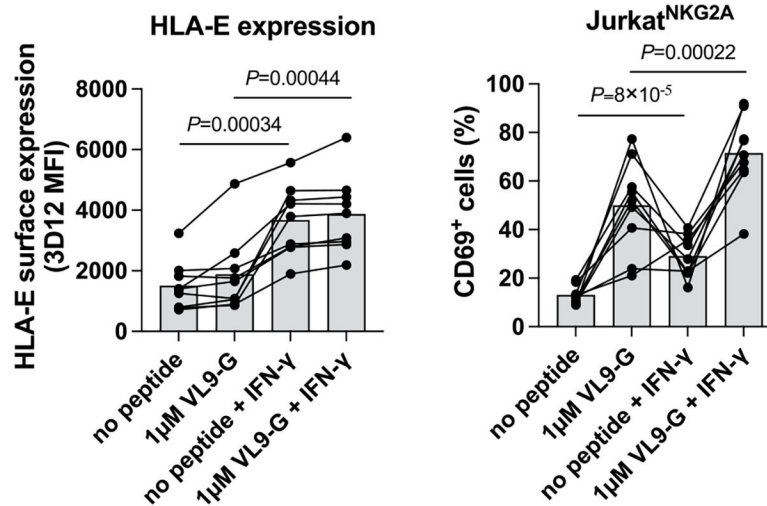 HLA-E expression
HLA-E surface expression
(3D12 MFI)
8000
6000
4000
2000
0
P=0.00044
P=0.00034
no peptide
1µM VL9-G
no peptide + IFN-γ
1µM VL9-G + IFN-γ
Jurkat^NKG2A
CD69⁺ cells (%)
100
80
60
40
20
0
P=0.00022
P=8×10⁻⁵
no peptide
1µM VL9-G
no peptide + IFN-γ
1µM VL9-G + IFN-γ